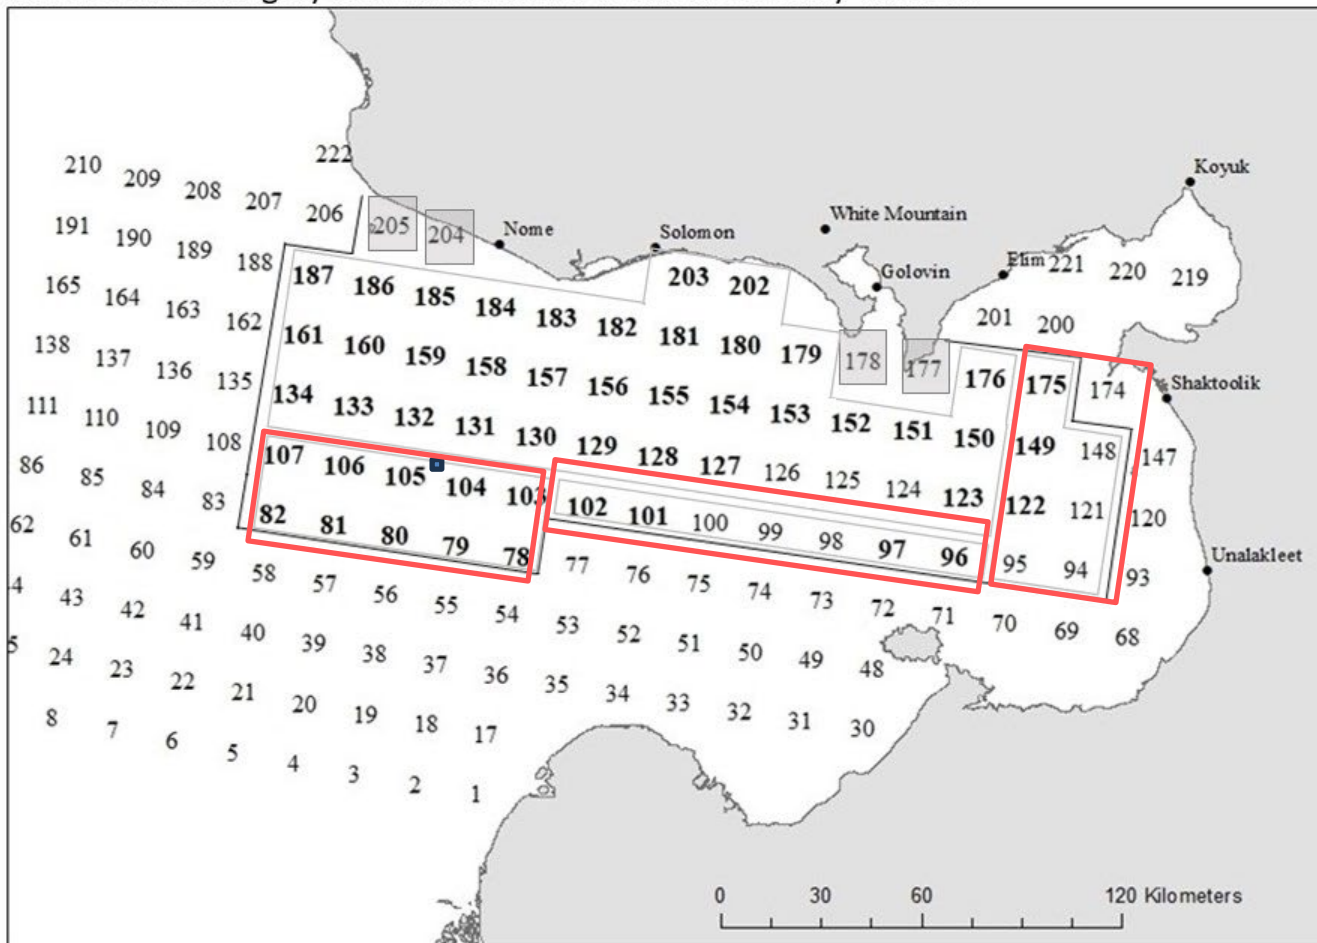 222
Koyuk
210 209 208 207 206 205 204 Nome White Mountain
191 190 189 188 Solomon Golovin Elim 221 220 219
187 186 185 184 183 182 203 202 201 200
165 164 163 162
161 160 159 158 157 156 181 180 179 178 177 176 175 174 Shaktoolik
138 137 136 135
134 133 132 131 130 129 155 154 153 152 151 150 149 148 147
111 110 109 108
107 106 105 104 103 128 127 126 125 124 123 122 121 120
86 85 84 83
82 81 80 79 78 102 101 100 99 98 97 96 95 94 93 Unalakleet
62 61 60 59 58 57 56 55 54 77 76 75 74 73 72 71 70 69 68
4 43 42 41 40 39 38 37 36 53 52 51 50 49 48
5 24 23 22 21 20 19 18 17 35 34 33 32 31 30
8 7 6 5 4 3 2 1
0 30 60 120 Kilometers